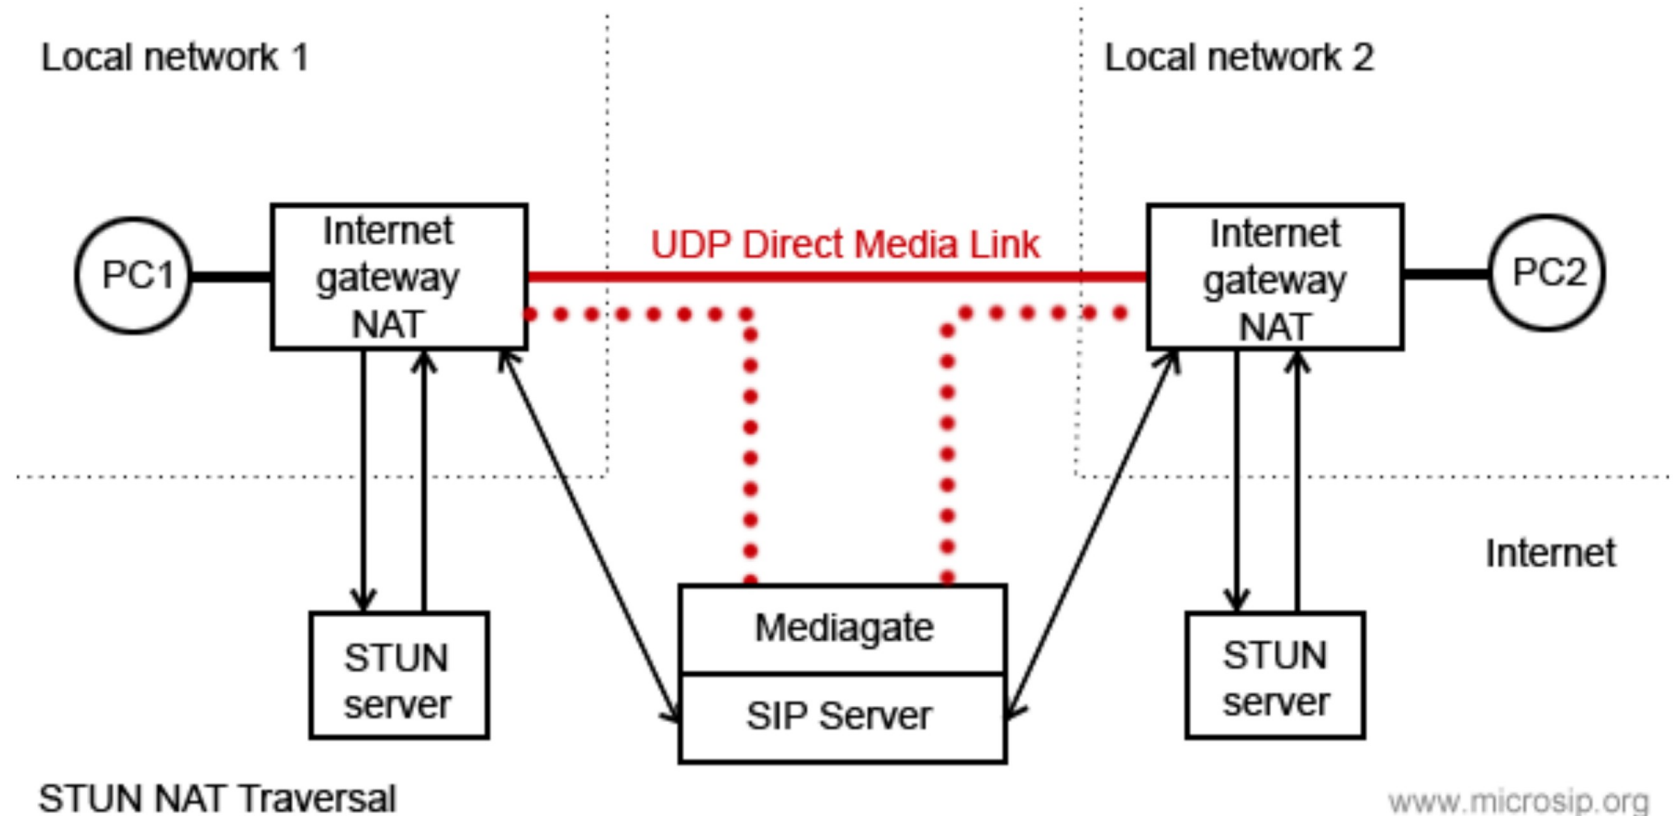 Local network 1
Local network 2
UDP Direct Media Link
PC1
Internet
gateway
NAT
Internet
gateway
NAT
PC2
Internet
STUN
server
Mediagate
SIP Server
STUN
server
STUN NAT Traversal
www.microsip.org